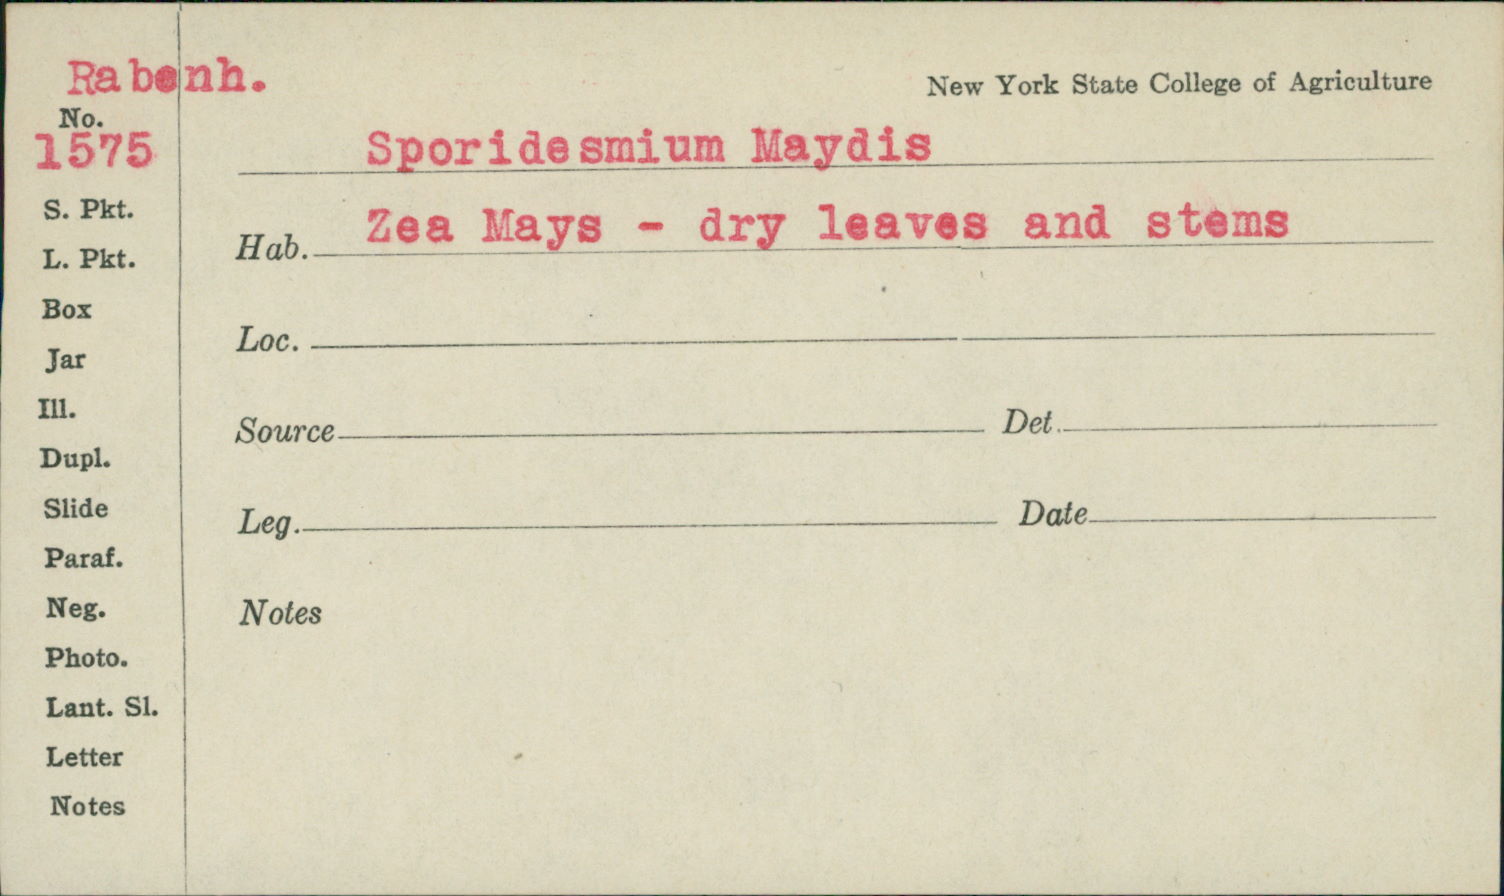 Rabenh.
New York State College of Agriculture
No.
1575
Sporidesmium Maydis
S. Pkt.
Hab. Zea Mays - dry leaves and stems
L. Pkt.
Box
Loc.
Jar
Ill.
Source Det.
Dupl.
Slide
Leg. Date
Paraf.
Neg.
Notes
Photo.
Lant. Sl.
Letter
Notes